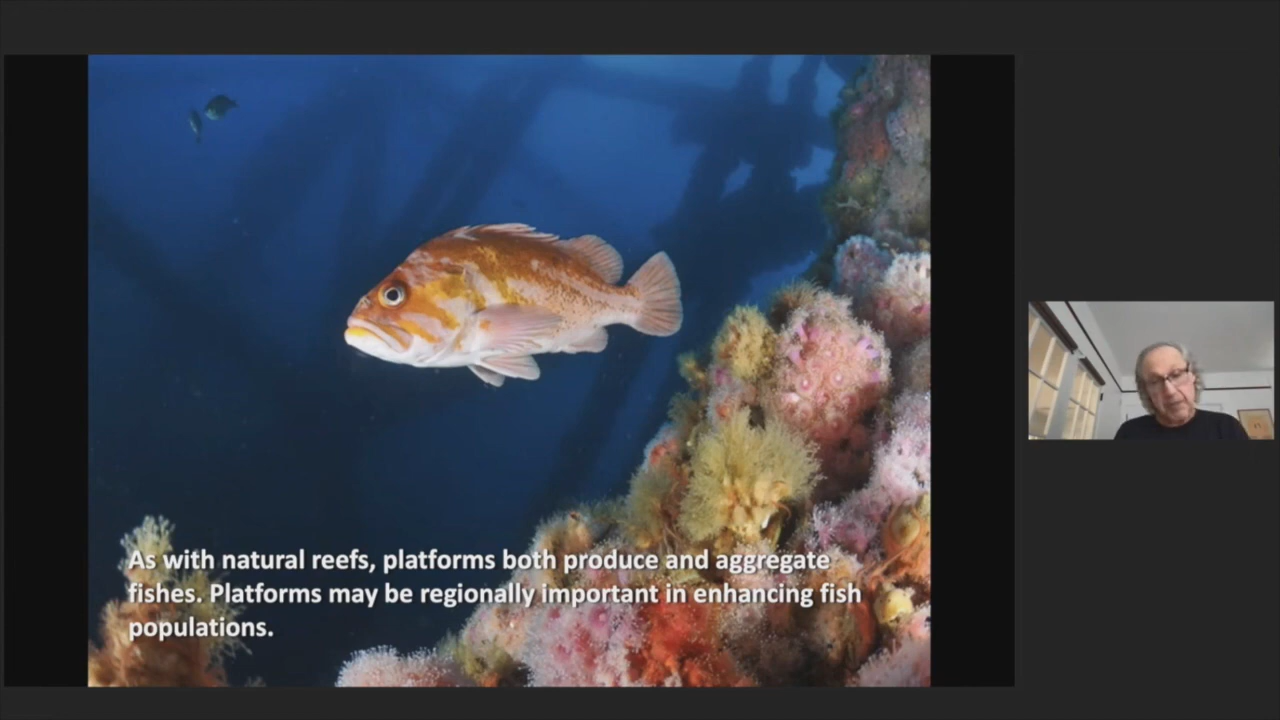 As with natural reefs, platforms both produce and aggregate
fishes. Platforms may be regionally important in enhancing fish
populations.